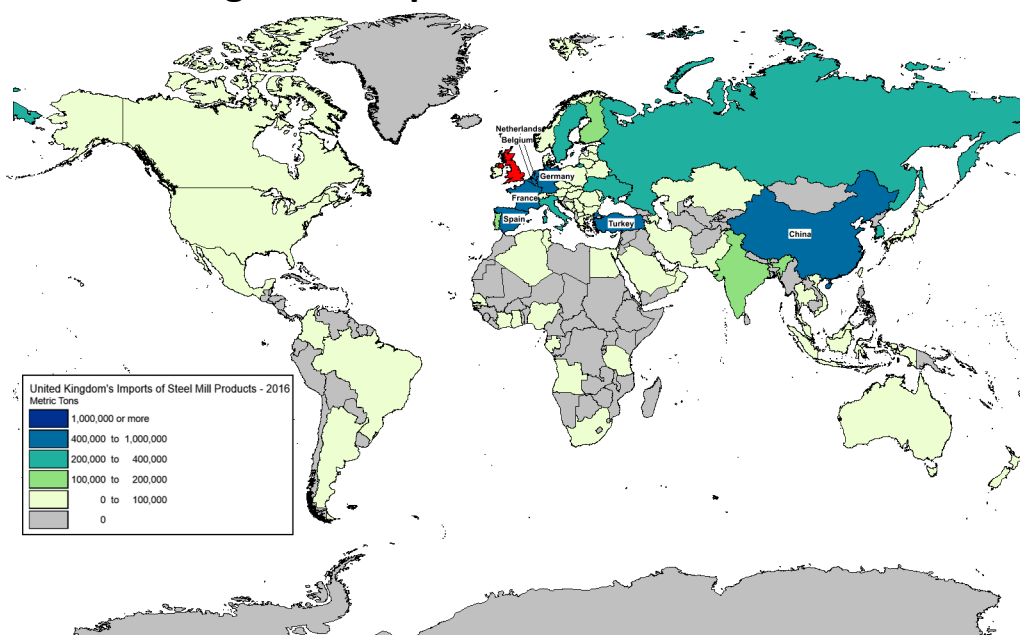 Netherlands
Belgium
Germany
France
Spain
Turkey
China
United Kingdom's Imports of Steel Mill Products - 2016
Metric Tons
1,000,000 or more
400,000 to 1,000,000
200,000 to 400,000
100,000 to 200,000
0 to 100,000
0